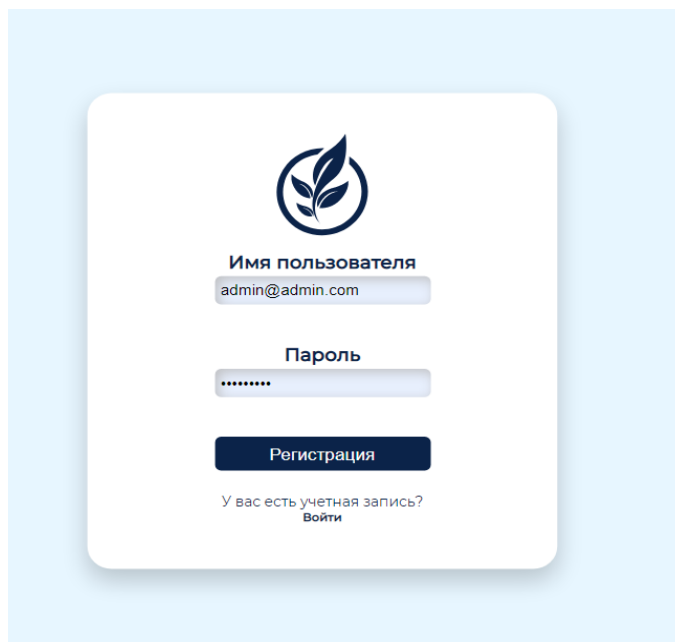 Имя пользователя
admin@admin.com
Пароль
•••••••••
Регистрация
У вас есть учетная запись?
Войти